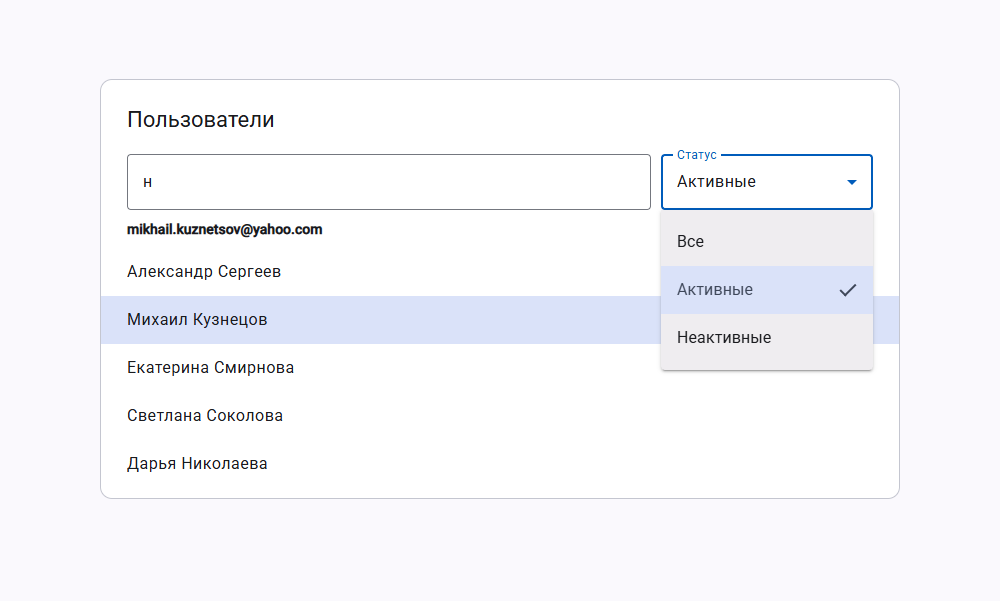 Пользователи
н
Статус
Активные
mikhail.kuznetsov@yahoo.com
Все
Активные
Неактивные
Александр Сергеев
Михаил Кузнецов
Екатерина Смирнова
Светлана Соколова
Дарья Николаева